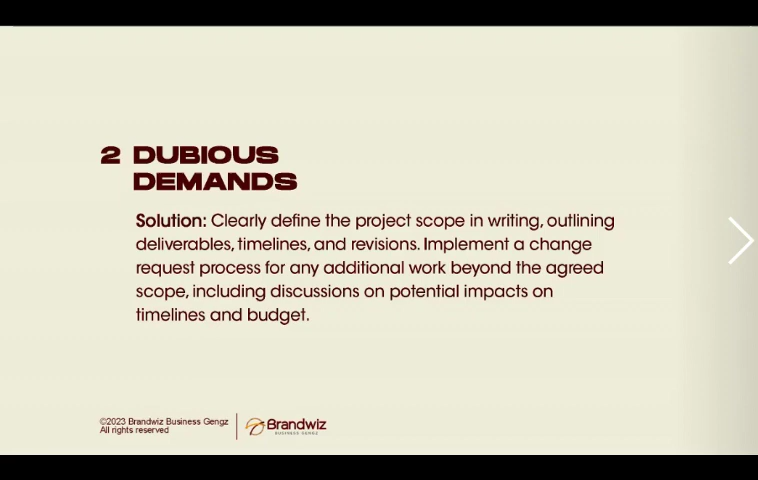 2 DUBIOUS
DEMANDS
Solution: Clearly define the project scope in writing, outlining
deliverables, timelines, and revisions. Implement a change
request process for any additional work beyond the agreed
scope, including discussions on potential impacts on
timelines and budget.
©2023 Brandwiz Business Gengz
All rights reserved
Brandwiz
BUSINESS GENGZ